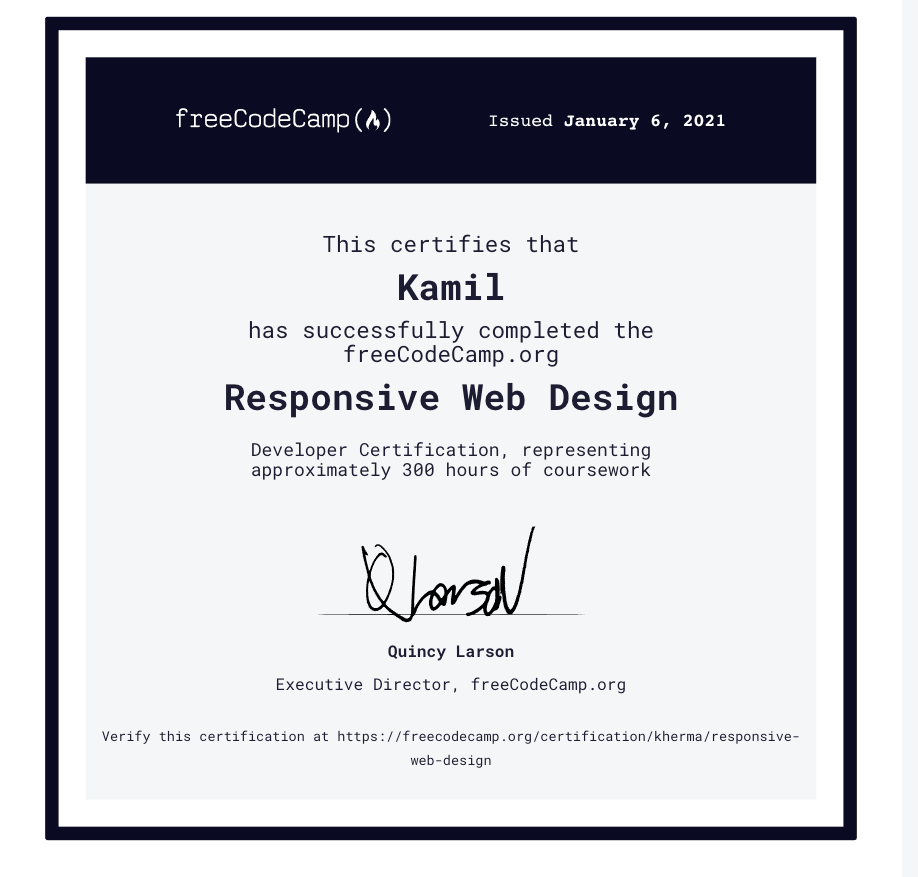 freeCodeCamp(🔥)
Issued January 6, 2021
This certifies that
Kamil
has successfully completed the
freeCodeCamp.org
Responsive Web Design
Developer Certification, representing
approximately 300 hours of coursework
QLarson
Quincy Larson
Executive Director, freeCodeCamp.org
Verify this certification at https://freecodecamp.org/certification/kherma/responsive-
web-design